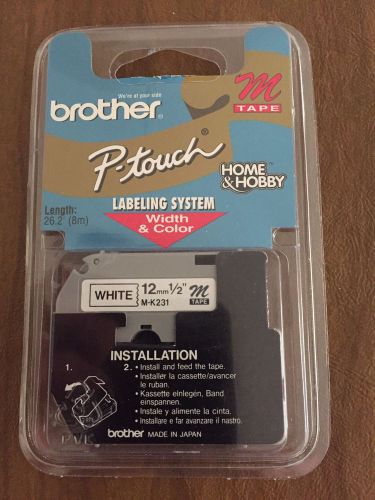 We're at your side
brother®
m
TAPE
P-touch®
HOME
& HOBBY™
LABELING SYSTEM
Length:
26.2' (8m)
Width
& Color
WHITE
12mm 1/2"
M-K231
m
TAPE
INSTALLATION
1.
2. • Install and feed the tape.
• Installer la cassette/avancer
le ruban.
• Kassette einlegen, Band
einspannen.
• Instale y alimente la cinta.
• Installare e far avanzare il nastro.
PVC
brother MADE IN JAPAN